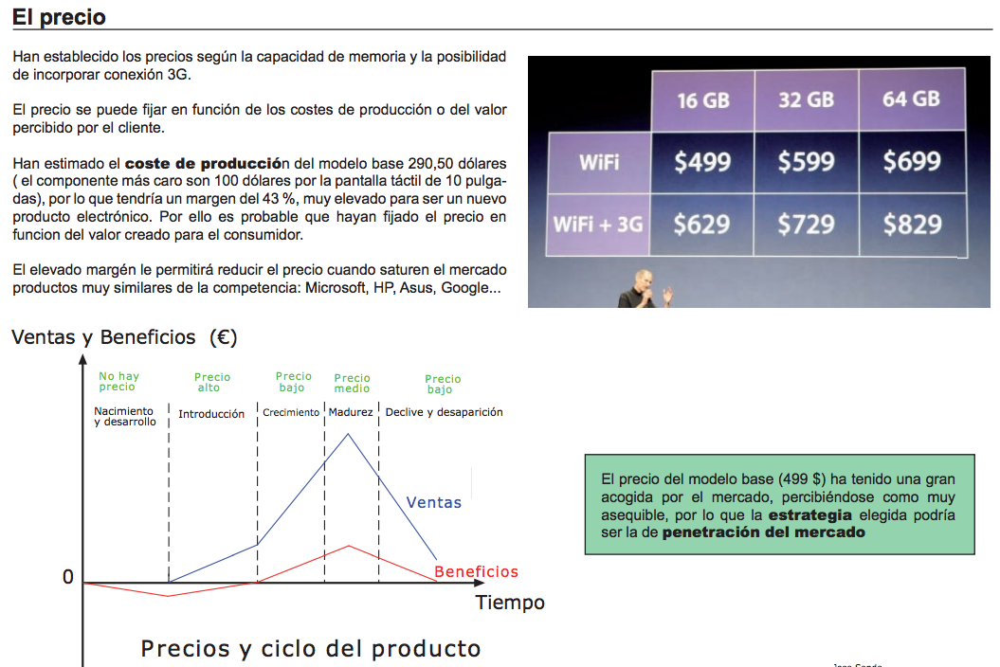 El precio
Han establecido los precios según la capacidad de memoria y la posibilidad
de incorporar conexión 3G.
El precio se puede fijar en función de los costes de producción o del valor
percibido por el cliente.
Han estimado el coste de producción del modelo base 290,50 dólares
( el componente más caro son 100 dólares por la pantalla táctil de 10 pulga-
das), por lo que tendría un margen del 43 %, muy elevado para ser un nuevo
producto electrónico. Por ello es probable que hayan fijado el precio en
funcion del valor creado para el consumidor.
El elevado margén le permitirá reducir el precio cuando saturen el mercado
productos muy similares de la competencia: Microsoft, HP, Asus, Google...
16 GB 32 GB 64 GB
WiFi $499 $599 $699
WiFi + 3G $629 $729 $829
Ventas y Beneficios (€)
No hay
precio
Precio
alto
Precio
bajo
Precio
medio
Precio
bajo
Nacimiento
y desarrollo
Introducción
Crecimiento
Madurez
Declive y desaparición
Ventas
Beneficios
0
Tiempo
Precios y ciclo del producto
El precio del modelo base (499 $) ha tenido una gran
acogida por el mercado, percibiéndose como muy
asequible, por lo que la estrategia elegida podría
ser la de penetración del mercado